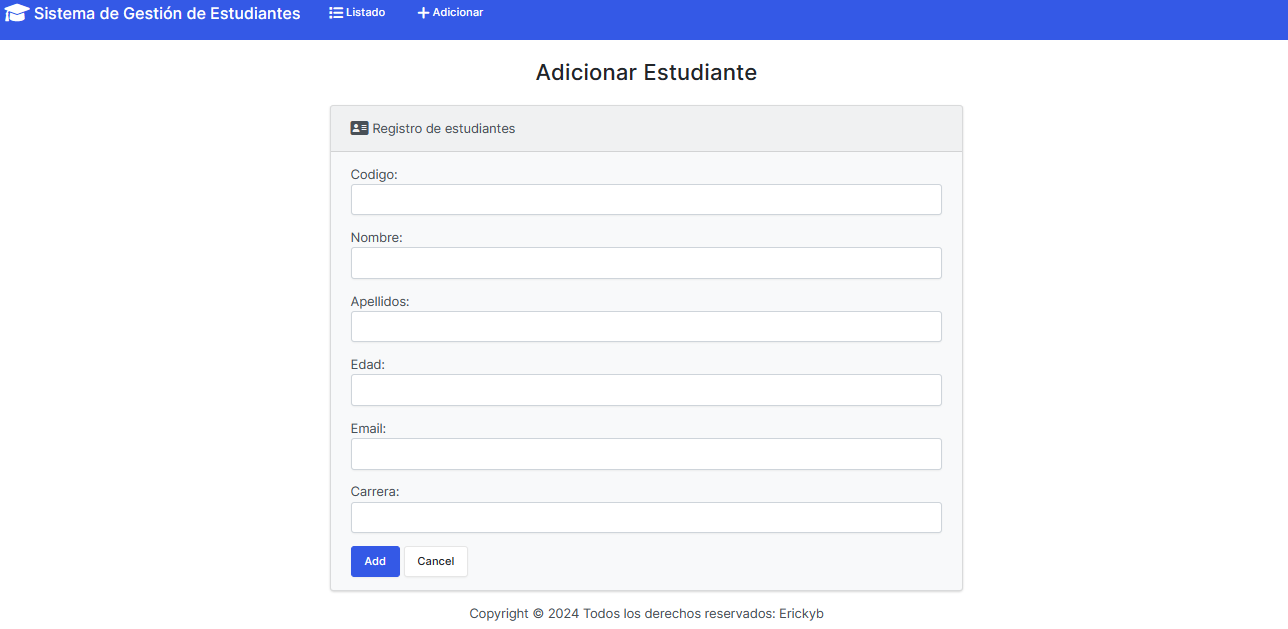 Sistema de Gestión de Estudiantes Listado Adicionar
Adicionar Estudiante
Registro de estudiantes
Codigo:
Nombre:
Apellidos:
Edad:
Email:
Carrera:
Add Cancel
Copyright © 2024 Todos los derechos reservados: Erickyb